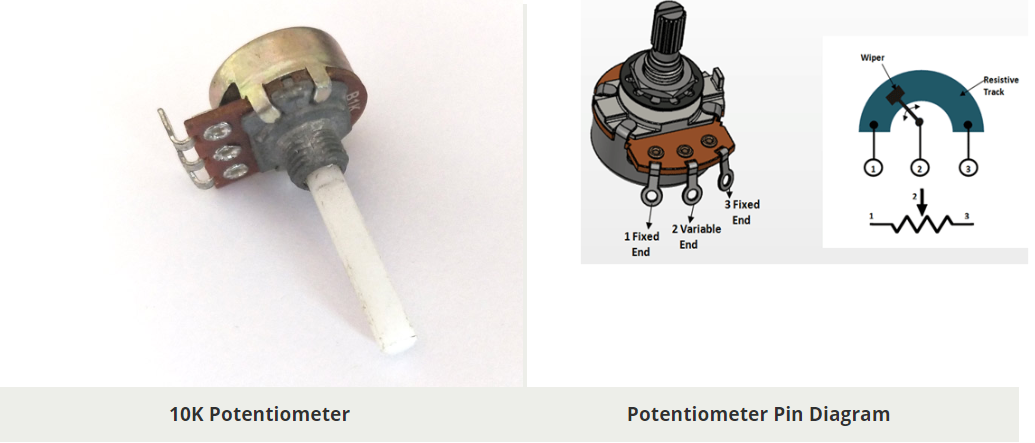 B1K
1 Fixed
End
2 Variable
End
3 Fixed
End
Wiper
Resistive
Track
1
2
3
2
1
3
10K Potentiometer
Potentiometer Pin Diagram